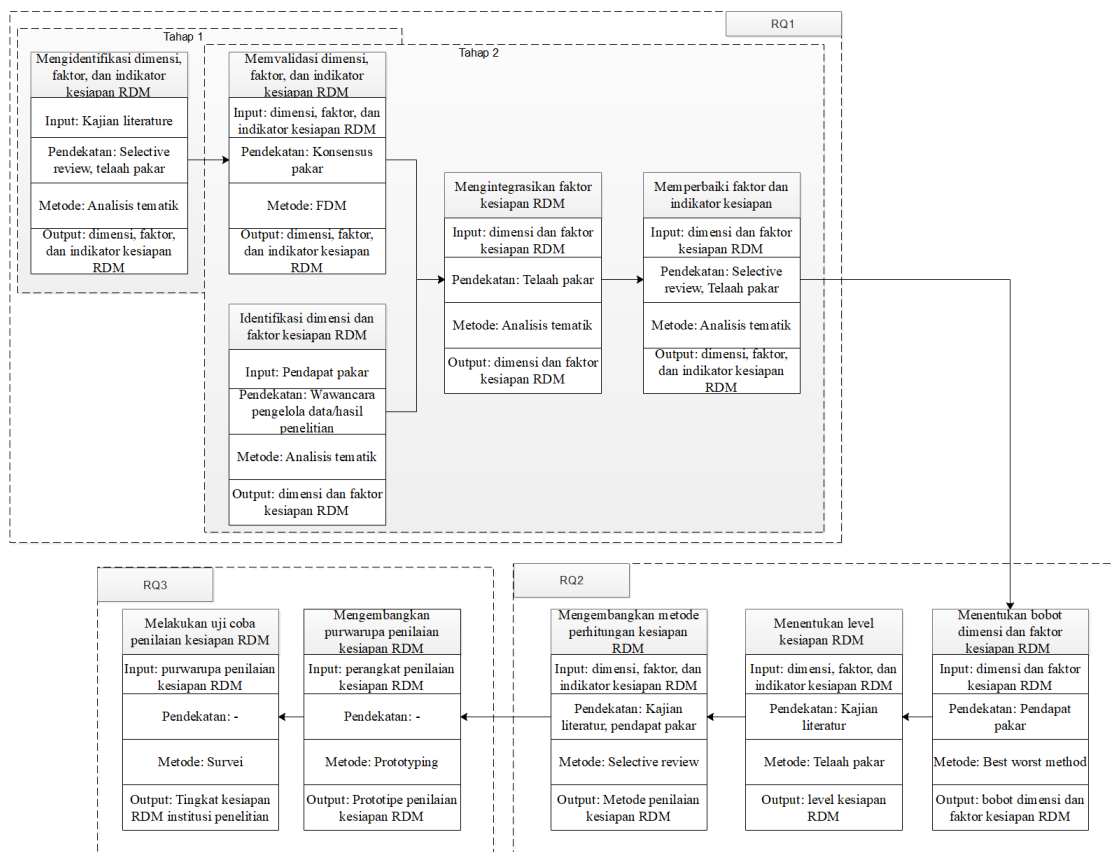 RQ1
Tahap 1
Mengidentifikasi dimensi,
faktor, dan indikator
kesiapan RDM
Input: Kajian literature
Pendekatan: Selective
review, telaah pakar
Metode: Analisis tematik
Output: dimensi, faktor,
dan indikator kesiapan
RDM
Tahap 2
Memvalidasi dimensi,
faktor, dan indikator
kesiapan RDM
Input: dimensi, faktor, dan
indikator kesiapan RDM
Pendekatan: Konsensus
pakar
Metode: FDM
Output: dimensi, faktor,
dan indikator kesiapan
RDM
Identifikasi dimensi dan
faktor kesiapan RDM
Input: Pendapat pakar
Pendekatan: Wawancara
pengelola data/hasil
penelitian
Metode: Analisis tematik
Output: dimensi dan faktor
kesiapan RDM
Mengintegrasikan faktor
kesiapan RDM
Input: dimensi dan faktor
kesiapan RDM
Pendekatan: Telaah pakar
Metode: Analisis tematik
Output: dimensi dan faktor
kesiapan RDM
Memperbaiki faktor dan
indikator kesiapan
Input: dimensi dan faktor
kesiapan RDM
Pendekatan: Selective
review, Telaah pakar
Metode: Analisis tematik
Output: dimensi, faktor,
dan indikator kesiapan
RDM
RQ2
Menentukan bobot
dimensi dan faktor
kesiapan RDM
Input: dimensi dan faktor
kesiapan RDM
Pendekatan: Pendapat
pakar
Metode: Best worst method
Output: bobot dimensi dan
faktor kesiapan RDM
Menentukan level
kesiapan RDM
Input: dimensi, faktor, dan
indikator kesiapan RDM
Pendekatan: Kajian
literatur
Metode: Telaah pakar
Output: level kesiapan
RDM
Mengembangkan metode
perhitungan kesiapan
RDM
Input: dimensi, faktor, dan
indikator kesiapan RDM
Pendekatan: Kajian
literatur, pendapat pakar
Metode: Selective review
Output: Metode penilaian
kesiapan RDM
RQ3
Mengembangkan
purwarupa penilaian
kesiapan RDM
Input: perangkat penilaian
kesiapan RDM
Pendekatan: -
Metode: Prototyping
Output: Prototipe penilaian
kesiapan RDM
Melakukan uji coba
penilaian kesiapan RDM
Input: purwarupa penilaian
kesiapan RDM
Pendekatan: -
Metode: Survei
Output: Tingkat kesiapan
RDM institusi penelitian